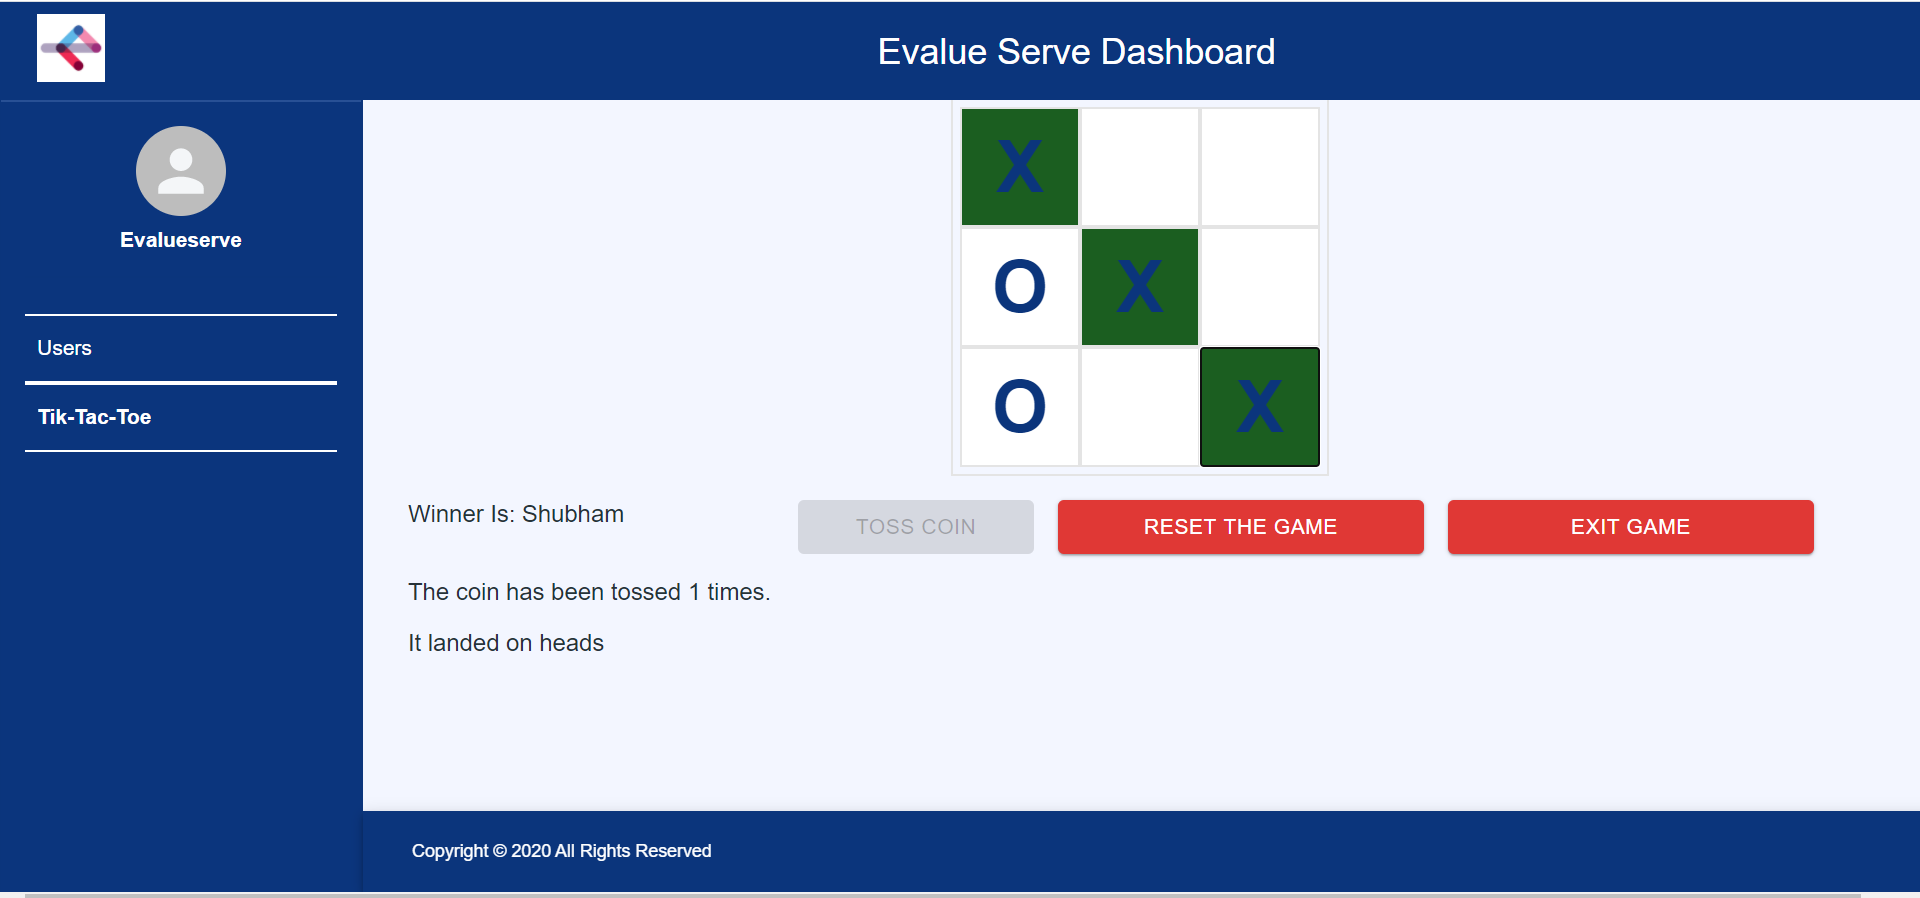 Evalue Serve Dashboard
Evalueserve
Users
Tik-Tac-Toe
X
O X
O X
Winner Is: Shubham
TOSS COIN
RESET THE GAME
EXIT GAME
The coin has been tossed 1 times.
It landed on heads
Copyright © 2020 All Rights Reserved